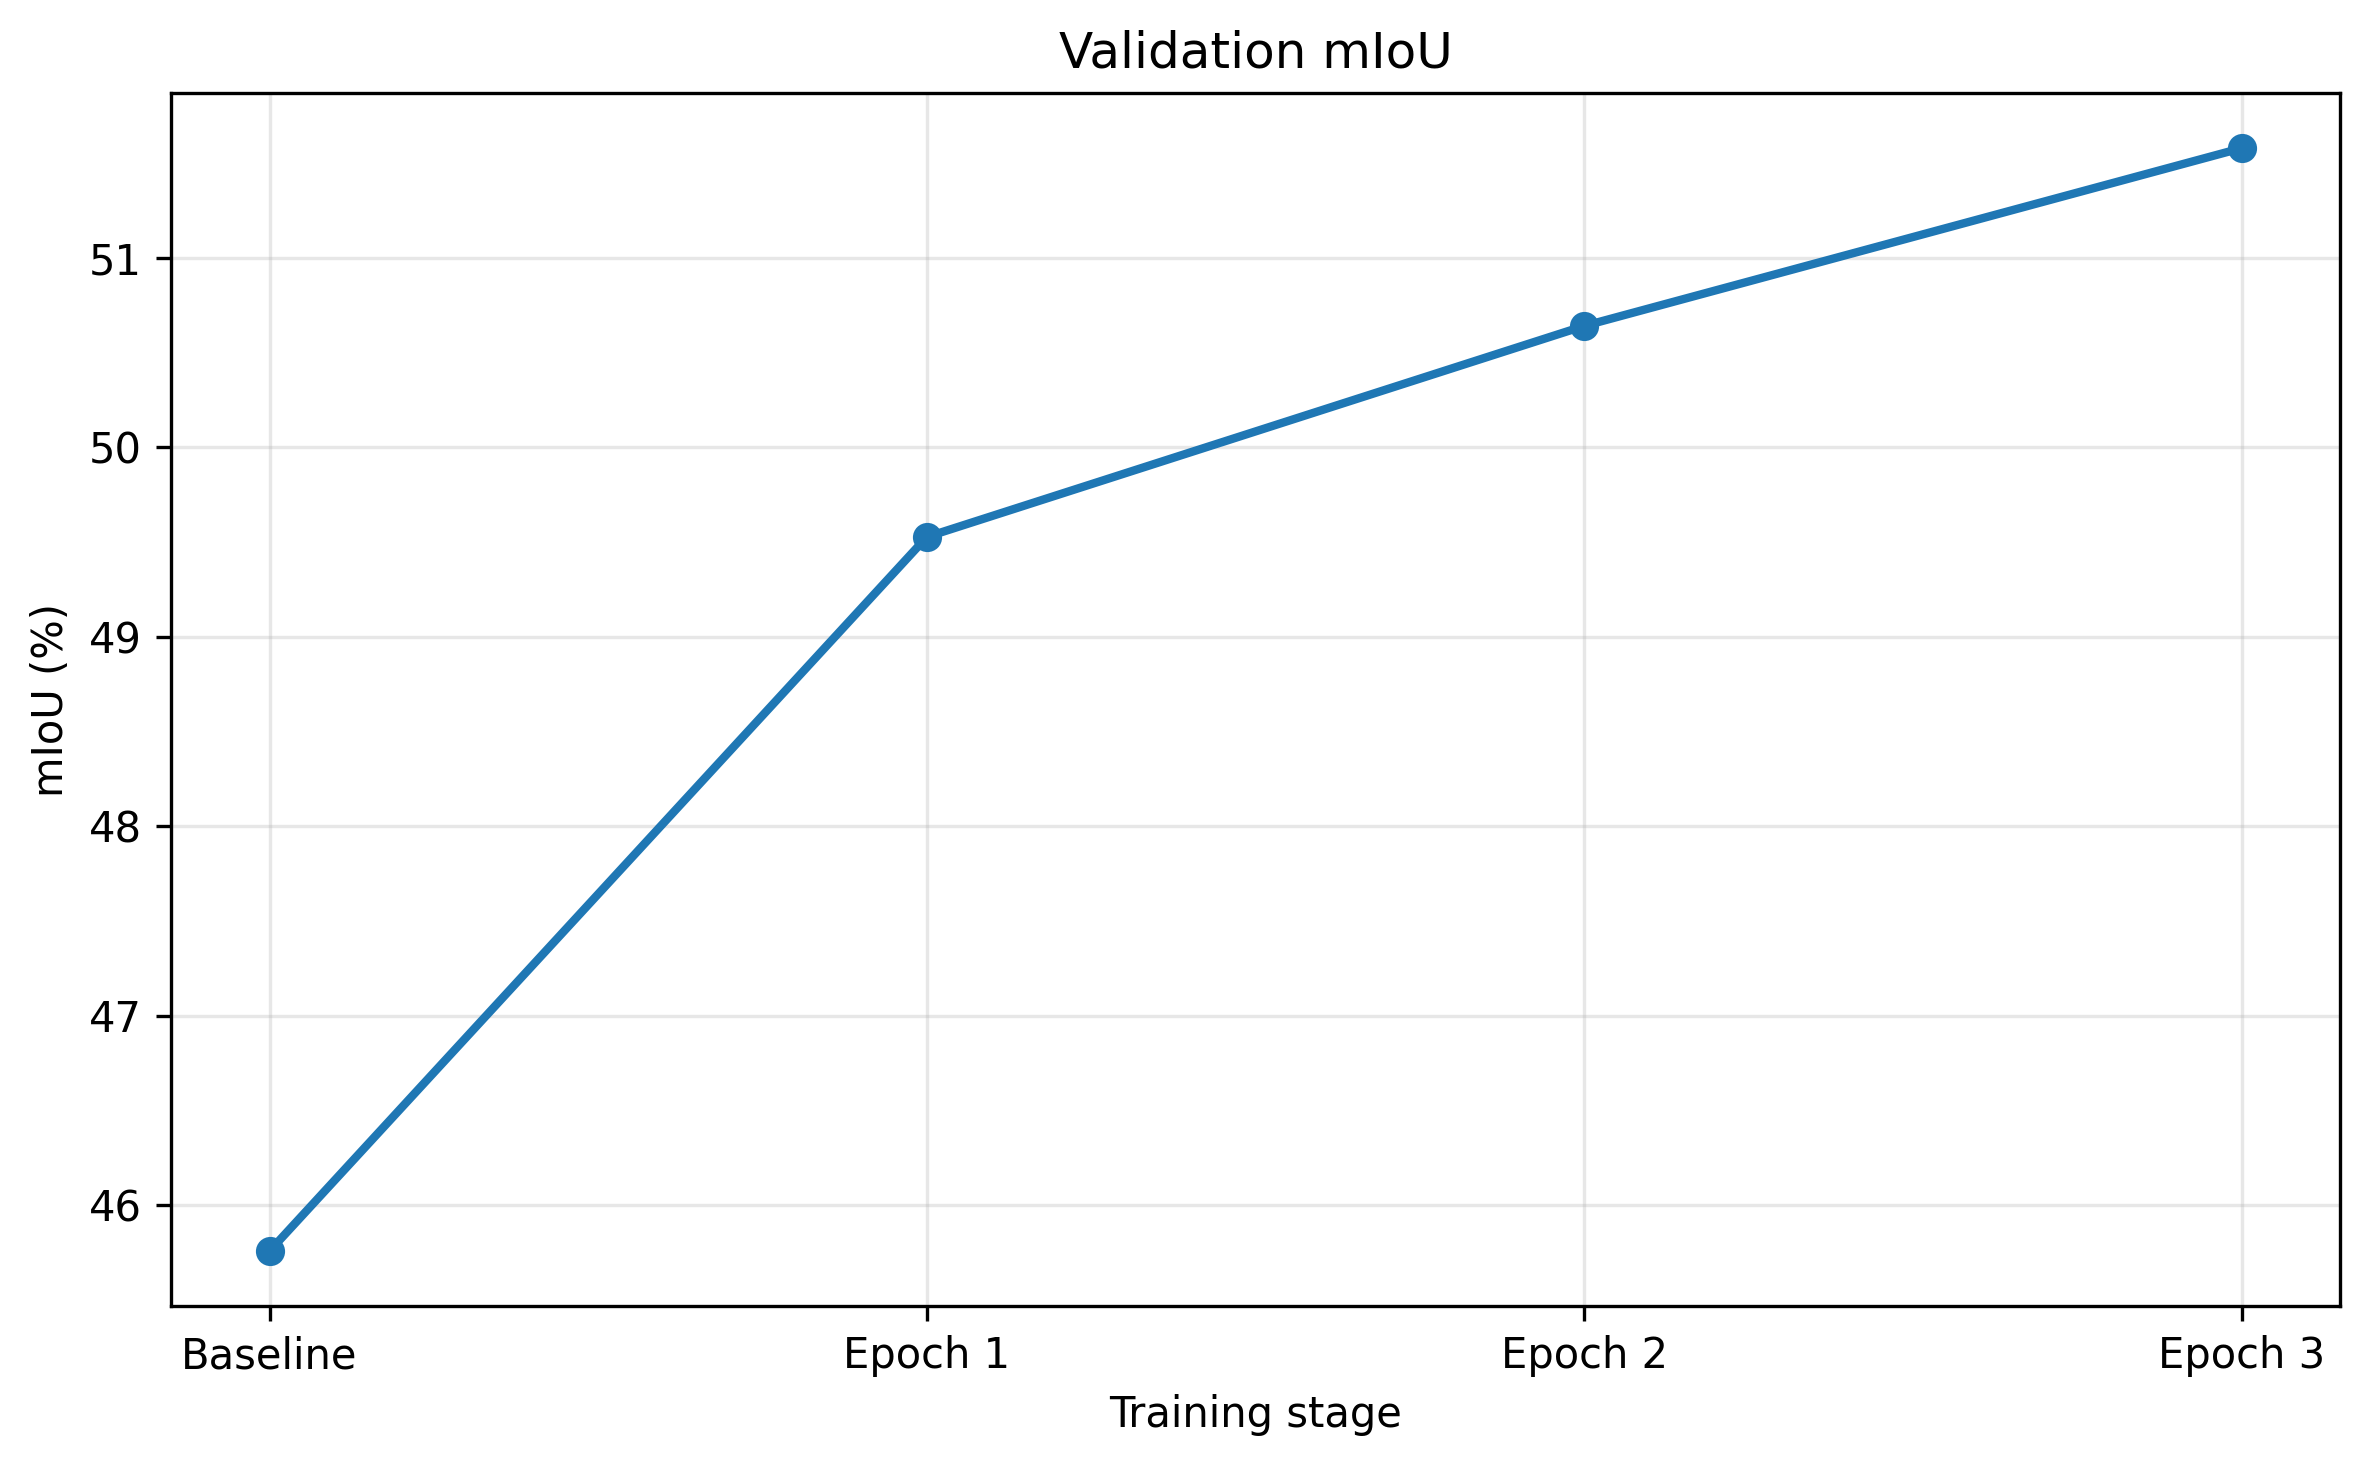 Validation mIoU
mIoU (%)
51
50
49
48
47
46
Baseline Epoch 1 Epoch 2 Epoch 3
Training stage